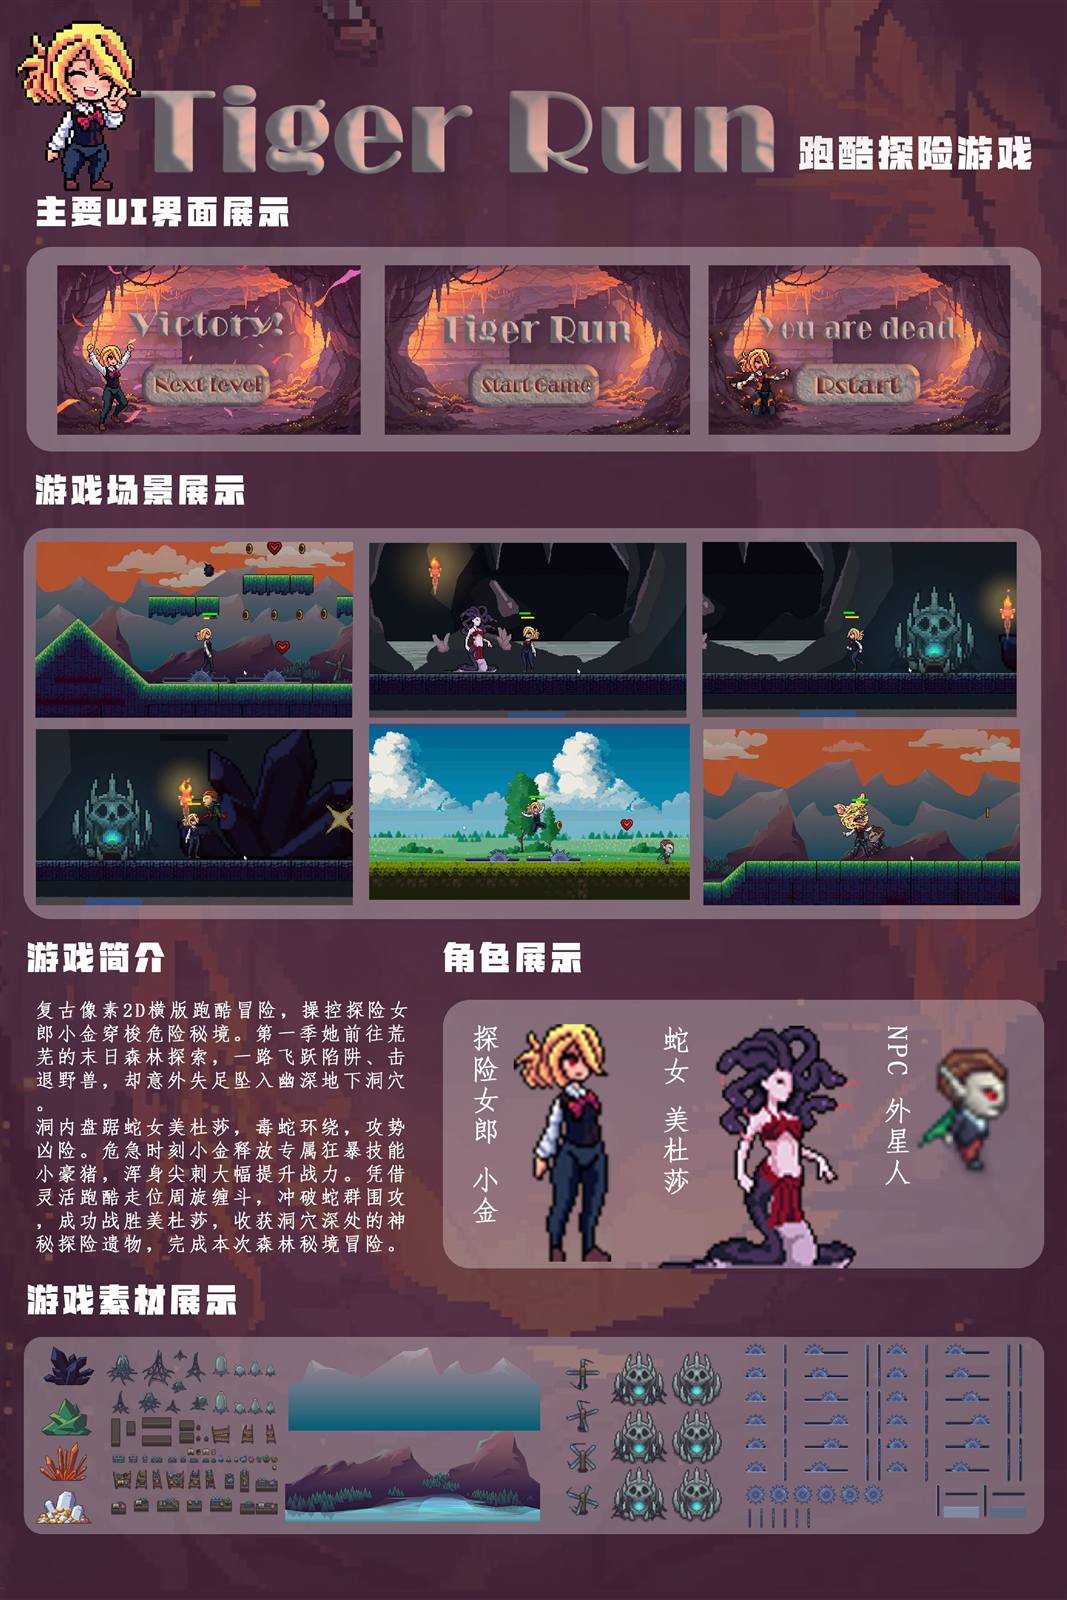 Tiger Run
跑酷探险游戏
主要UI界面展示
Victory!
Next level
Tiger Run
Start Game
You are dead.
Rstart
游戏场景展示
游戏简介
复古像素2D横版跑酷冒险，操控探险女
郎小金穿梭危险秘境。第一季她前往荒
芜的末日森林探索，一路飞跃陷阱、击
退野兽，却意外失足坠入幽深地下洞穴
。
洞内盘踞蛇女美杜莎，毒蛇环绕，攻势
凶险。危急时刻小金释放专属狂暴技能
小豪猪，浑身尖刺大幅提升战力。凭借
灵活跑酷走位周旋缠斗，冲破蛇群围攻
，成功战胜美杜莎，收获洞穴深处的神
秘探险遗物，完成本次森林秘境冒险。
角色展示
探险女郎 小金
蛇女 美杜莎
NPC 外星人
游戏素材展示